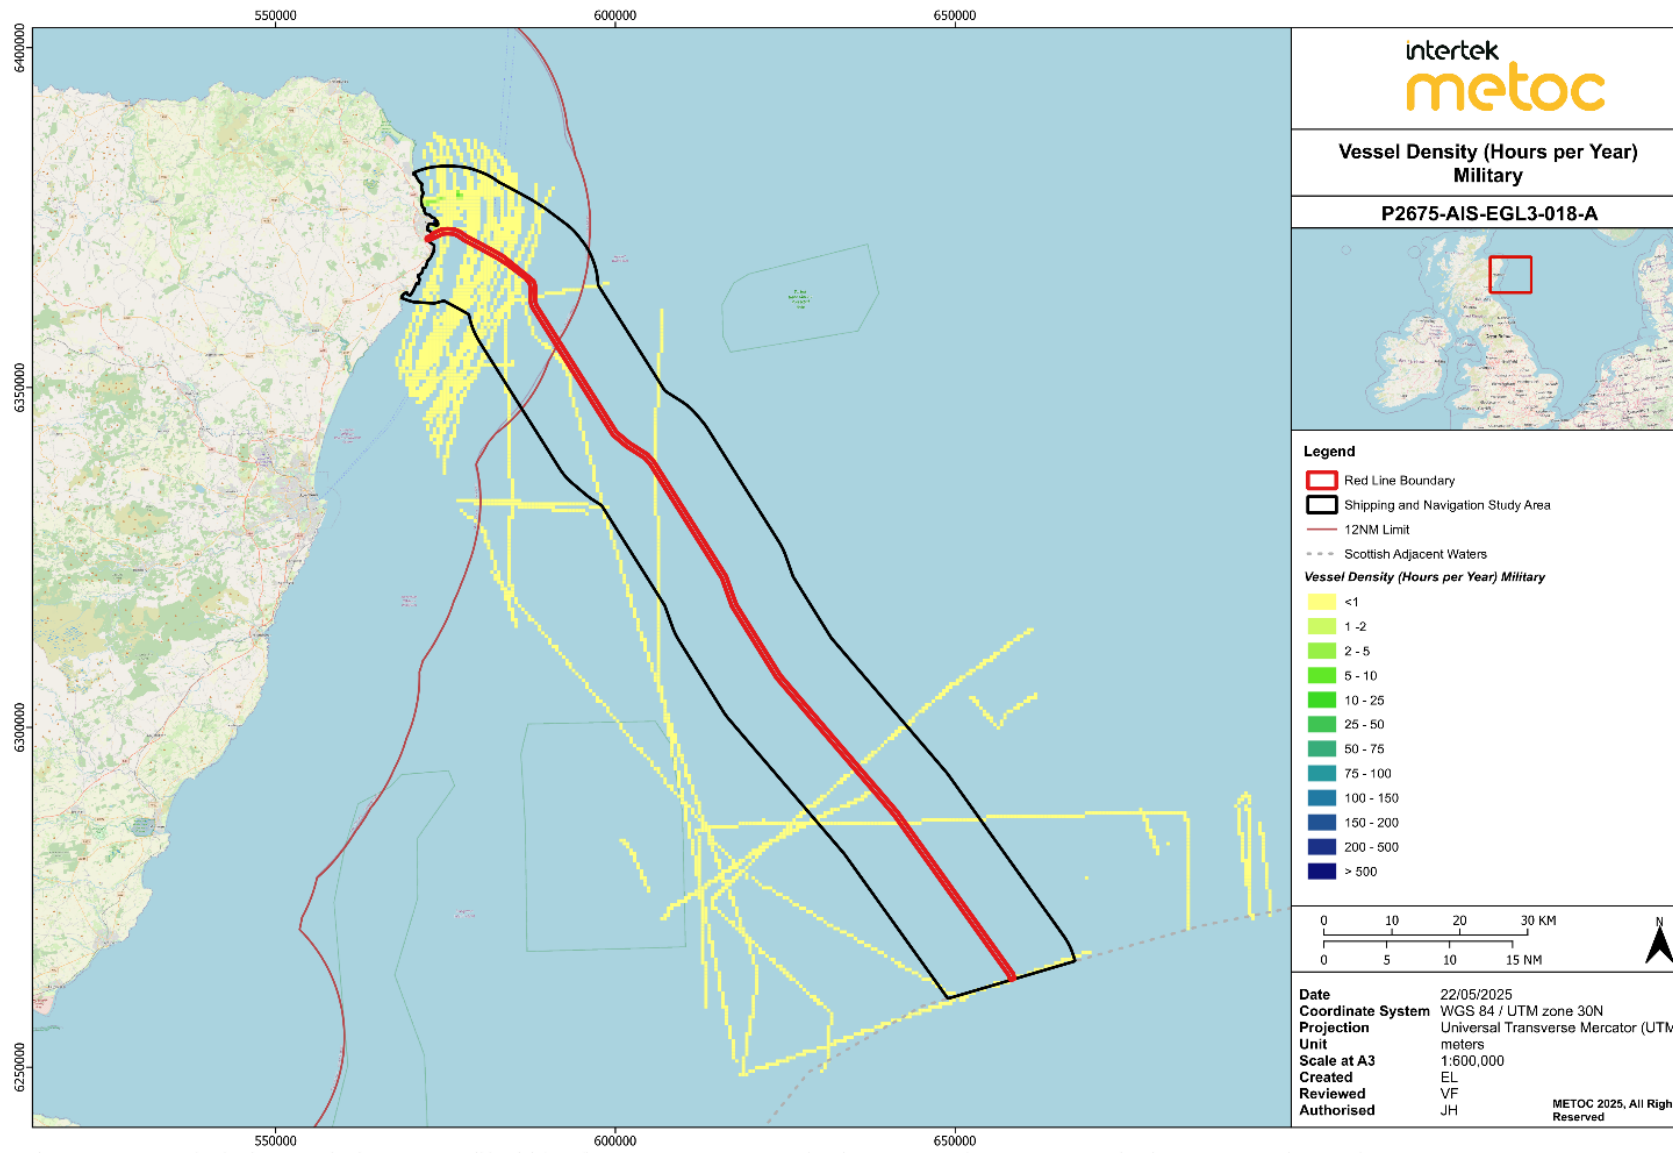 550000
600000
650000
6400000
6350000
6300000
6250000
550000
600000
650000
intertek
metoc
Vessel Density (Hours per Year)
Military
P2675-AIS-EGL3-018-A
Legend
Red Line Boundary
Shipping and Navigation Study Area
12NM Limit
Scottish Adjacent Waters
Vessel Density (Hours per Year) Military
<1
1 -2
2 - 5
5 - 10
10 - 25
25 - 50
50 - 75
75 - 100
100 - 150
150 - 200
200 - 500
> 500
0 10 20 30 KM
0 5 10 15 NM
N
Date 22/05/2025
Coordinate System WGS 84 / UTM zone 30N
Projection Universal Transverse Mercator (UTM
Unit meters
Scale at A3 1:600,000
Created EL
Reviewed VF
Authorised JH
METOC 2025, All Righ
Reserved